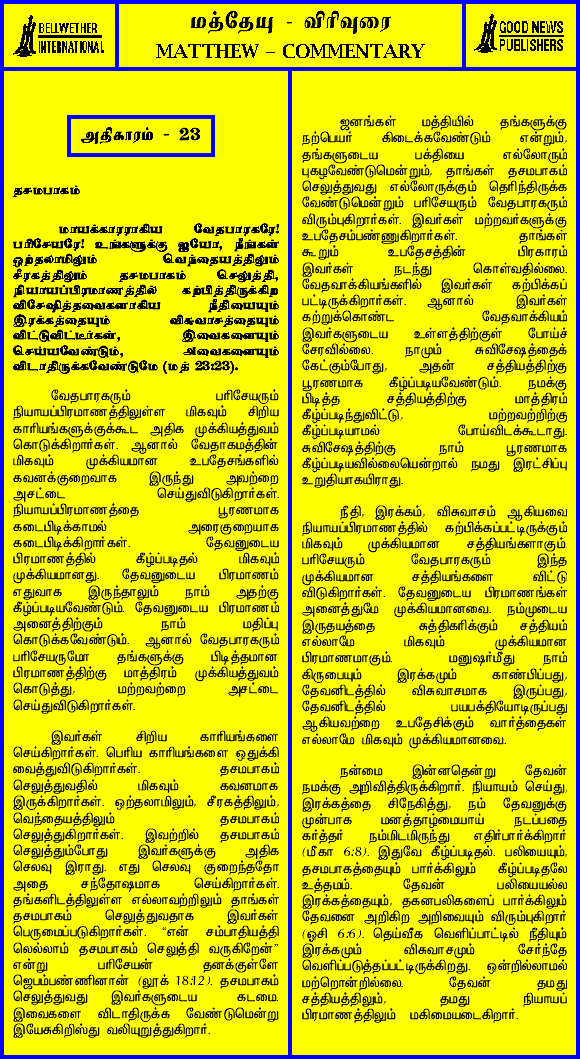 BELLWETHER
INTERNATIONAL
மத்தேயு - விரிவுரை
MATTHEW – COMMENTARY
GOOD NEWS
PUBLISHERS
அதிகாரம் - 23
தசமபாகம்
மாயக்காரராகிய வேதபாரகரே!
பரிசேயரே! உங்களுக்கு ஐயோ, நீங்கள்
ஒற்தலாமிலும் வெந்தையத்திலும்
சீரகத்திலும் தசமபாகம் செலுத்தி,
நியாயப்பிரமாணத்தில் கற்பித்திருக்கிற
விசேஷித்தவைகளாகிய நீதியையும்
இரக்கத்தையும் விசுவாசத்தையும்
விட்டுவிட்டீர்கள், இவைகளையும்
செய்யவேண்டும், அவைகளையும்
விடாதிருக்கவேண்டுமே (மத் 23:23).
வேதபாரகரும் பரிசேயரும்
நியாயப்பிரமாணத்திலுள்ள மிகவும் சிறிய
காரியங்களுக்குக்கூட அதிக முக்கியத்துவம்
கொடுக்கிறார்கள். ஆனால் வேதாகமத்தின்
மிகவும் முக்கியமான உபதேசங்களில்
கவனக்குறைவாக இருந்து அவற்றை
அசட்டை செய்துவிடுகிறார்கள்.
நியாயப்பிரமாணத்தை பூரணமாக
கடைபிடிக்காமல் அரைகுறையாக
கடைபிடிக்கிறார்கள். தேவனுடைய
பிரமாணத்தில் கீழ்ப்படிதல் மிகவும்
முக்கியமானது. தேவனுடைய பிரமாணம்
எதுவாக இருந்தாலும் நாம் அதற்கு
கீழ்ப்படியவேண்டும். தேவனுடைய பிரமாணம்
அனைத்திற்கும் நாம் மதிப்பு
கொடுக்கவேண்டும். ஆனால் வேதபாரகரும்
பரிசேயருமோ தங்களுக்கு பிடித்தமான
பிரமாணத்திற்கு மாத்திரம் முக்கியத்துவம்
கொடுத்து, மற்றவற்றை அசட்டை
செய்துவிடுகிறார்கள்.
இவர்கள் சிறிய காரியங்களை
செய்கிறார்கள். பெரிய காரியங்களை ஒதுக்கி
வைத்துவிடுகிறார்கள். தசமபாகம்
செலுத்துவதில் மிகவும் கவனமாக
இருக்கிறார்கள். ஒற்தலாமிலும், சீரகத்திலும்,
வெந்தையத்திலும் தசமபாகம்
செலுத்துகிறார்கள். இவற்றில் தசமபாகம்
செலுத்தும்போது இவர்களுக்கு அதிக
செலவு இராது. எது செலவு குறைந்ததோ
அதை சந்தோஷமாக செய்கிறார்கள்.
தங்களிடத்திலுள்ள எல்லாவற்றிலும் தாங்கள்
தசமபாகம் செலுத்துவதாக இவர்கள்
பெருமைப்படுகிறார்கள். “என் சம்பாதியத்தி
லெல்லாம் தசமபாகம் செலுத்தி வருகிறேன்”
என்று பரிசேயன் தனக்குள்ளே
ஜெபம்பண்ணினான் (லூக் 18:12). தசமபாகம்
செலுத்துவது இவர்களுடைய கடமை.
இவைகளை விடாதிருக்க வேண்டுமென்று
இயேசுகிறிஸ்து வலியுறுத்துகிறார்.
ஜனங்கள் மத்தியில் தங்களுக்கு
நற்பெயர் கிடைக்கவேண்டும் என்றும்,
தங்களுடைய பக்தியை எல்லோரும்
புகழவேண்டுமென்றும், தாங்கள் தசமபாகம்
செலுத்துவது எல்லோருக்கும் தெரிந்திருக்க
வேண்டுமென்றும் பரிசேயரும் வேதபாரகரும்
விரும்புகிறார்கள். இவர்கள் மற்றவர்களுக்கு
உபதேசம்பண்ணுகிறார்கள். தாங்கள்
கூறும் உபதேசத்தின் பிரகாரம்
இவர்கள் நடந்து கொள்வதில்லை.
வேதவாக்கியங்களில் இவர்கள் கற்பிக்கப்
பட்டிருக்கிறார்கள். ஆனால் இவர்கள்
கற்றுக்கொண்ட வேதவாக்கியம்
இவர்களுடைய உள்ளத்திற்குள் போய்ச்
சேரவில்லை. நாமும் சுவிசேஷத்தைக்
கேட்கும்போது, அதன் சத்தியத்திற்கு
பூரணமாக கீழ்ப்படியவேண்டும். நமக்கு
பிடித்த சத்தியத்திற்கு மாத்திரம்
கீழ்ப்படிந்துவிட்டு, மற்றவற்றிற்கு
கீழ்ப்படியாமல் போய்விடக்கூடாது.
சுவிசேஷத்திற்கு நாம் பூரணமாக
கீழ்ப்படியவில்லையென்றால் நமது இரட்சிப்பு
உறுதியாகயிராது.
நீதி, இரக்கம், விசுவாசம் ஆகியவை
நியாயப்பிரமாணத்தில் கற்பிக்கப்பட்டிருக்கும்
மிகவும் முக்கியமான சத்தியங்களாகும்.
பரிசேயரும் வேதபாரகரும் இந்த
முக்கியமான சத்தியங்களை விட்டு
விடுகிறார்கள். தேவனுடைய பிரமாணங்கள்
அனைத்துமே முக்கியமானவை. நம்முடைய
இருதயத்தை சுத்திகரிக்கும் சத்தியம்
எல்லாமே மிகவும் முக்கியமான
பிரமாணமாகும். மனுஷர்மீது நாம்
கிருபையும் இரக்கமும் காண்பிப்பது,
தேவனிடத்தில் விசுவாசமாக இருப்பது,
தேவனிடத்தில் பயபக்தியோடிருப்பது
ஆகியவற்றை உபதேசிக்கும் வார்த்தைகள்
எல்லாமே மிகவும் முக்கியமானவை.
நன்மை இன்னதென்று தேவன்
நமக்கு அறிவித்திருக்கிறார். நியாயம் செய்து,
இரக்கத்தை சிநேகித்து, நம் தேவனுக்கு
முன்பாக மனத்தாழ்மையாய் நடப்பதை
கர்த்தர் நம்மிடமிருந்து எதிர்பார்க்கிறார்
(மீகா 6:8). இதுவே கீழ்ப்படிதல். பலியையும்,
தசமபாகத்தையும் பார்க்கிலும் கீழ்ப்படிதலே
உத்தமம். தேவன் பலியையல்ல
இரக்கத்தையும், தகனபலிகளைப் பார்க்கிலும்
தேவனை அறிகிற அறிவையும் விரும்புகிறார்
(ஓசி 6:6). தெய்வீக வெளிப்பாட்டில் நீதியும்
இரக்கமும் விசுவாசமும் சேர்ந்தே
வெளிப்படுத்தப்பட்டிருக்கிறது. ஒன்றில்லாமல்
மற்றொன்றில்லை. தேவன் தமது
சத்தியத்திலும், தமது நியாயப்
பிரமாணத்திலும் மகிமையடைகிறார்.